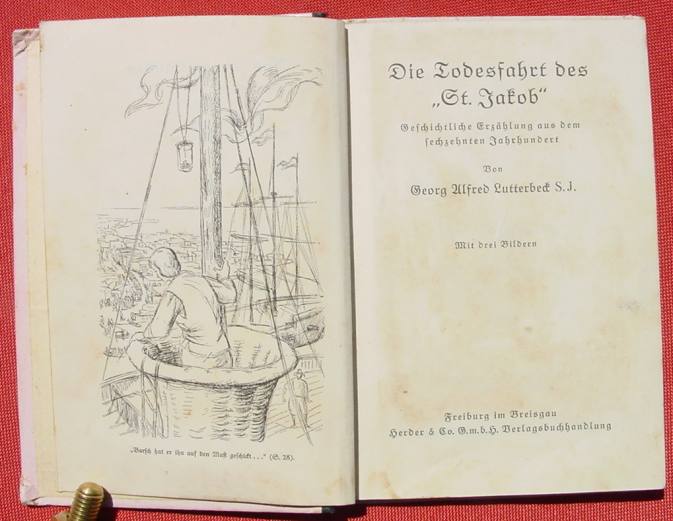 „Barsch hat er ihn auf den Mast geschickt . . .“ (S. 28).
Die Todesfahrt des
„St. Jakob“
Geschichtliche Erzählung aus dem
sechzehnten Jahrhundert
Von
Georg Alfred Lutterbeck S.J.
Mit drei Bildern
Freiburg im Breisgau
Herder & Co. G.m.b.H. Verlagsbuchhandlung